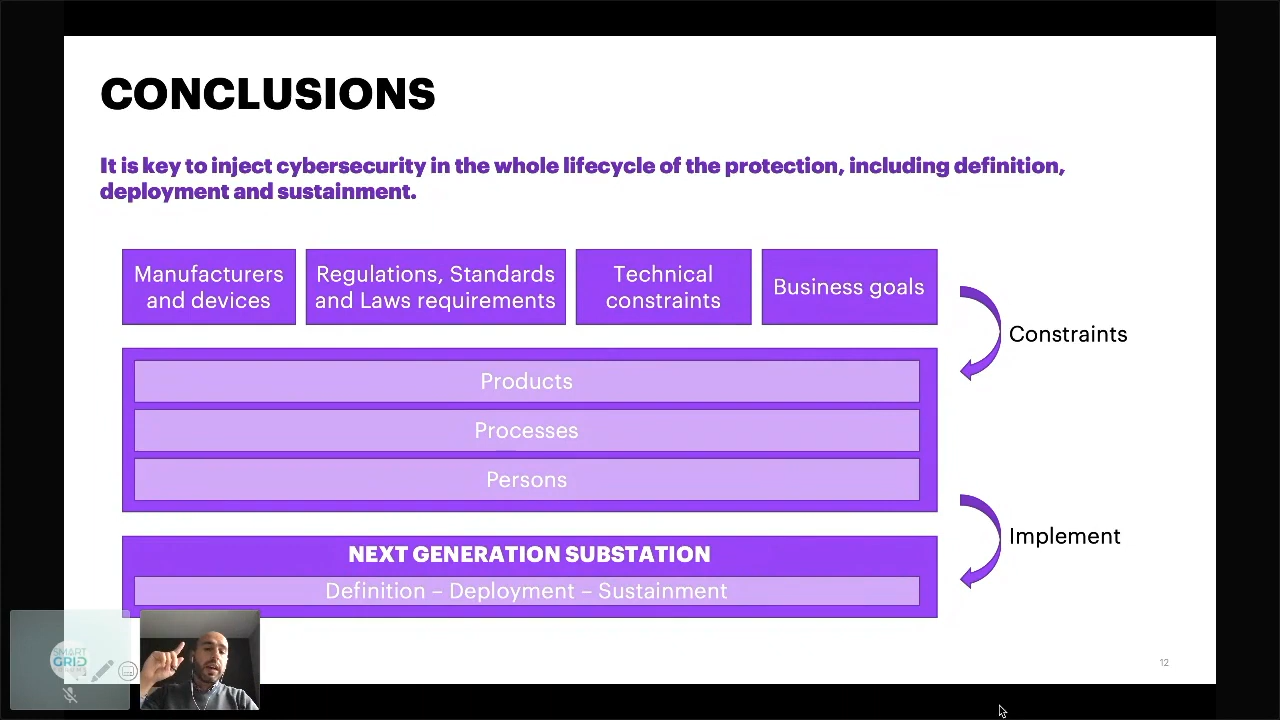 CONCLUSIONS
It is key to inject cybersecurity in the whole lifecycle of the protection, including definition,
deployment and sustainment.
Manufacturers
and devices
Regulations, Standards
and Laws requirements
Technical
constraints
Business goals
Constraints
Products
Processes
Persons
Implement
NEXT GENERATION SUBSTATION
Definition – Deployment – Sustainment
SMART
GRID
12